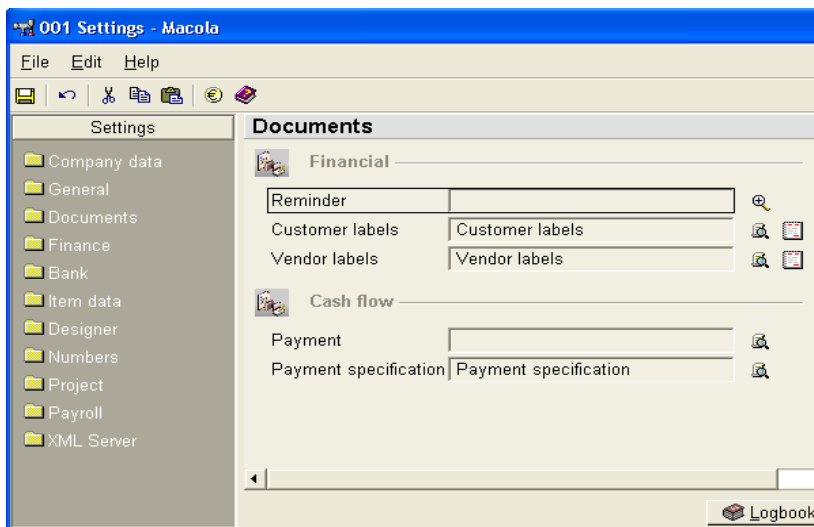 001 Settings - Macola
File Edit Help
Settings
Company data
General
Documents
Finance
Bank
Item data
Designer
Numbers
Project
Payroll
XML Server
Documents
Financial
Reminder
Customer labels Customer labels
Vendor labels Vendor labels
Cash flow
Payment
Payment specification Payment specification
Logbook